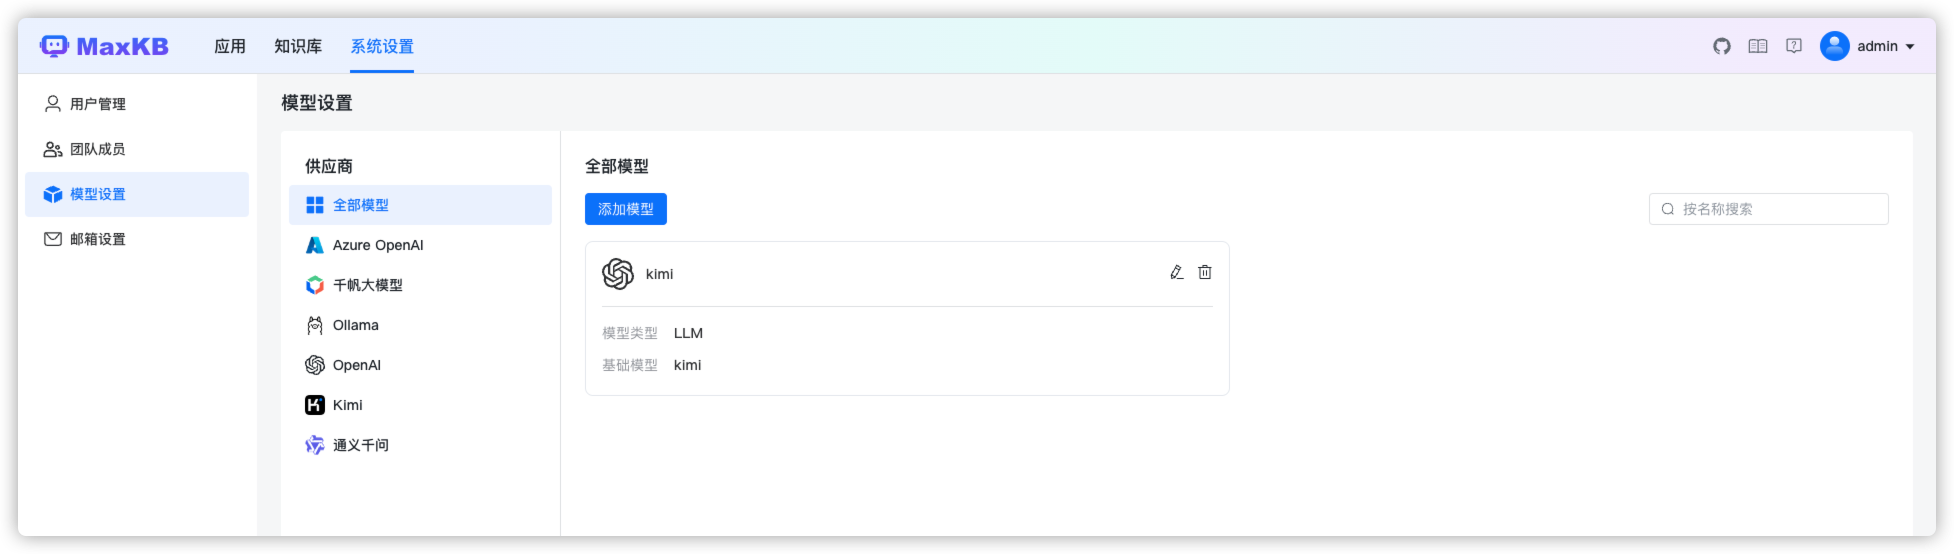 MaxKB 应用 知识库 系统设置 admin
用户管理
团队成员
模型设置
邮箱设置
模型设置
供应商
全部模型
Azure OpenAI
千帆大模型
Ollama
OpenAI
Kimi
通义千问
全部模型
添加模型 按名称搜索
kimi
模型类型 LLM
基础模型 kimi